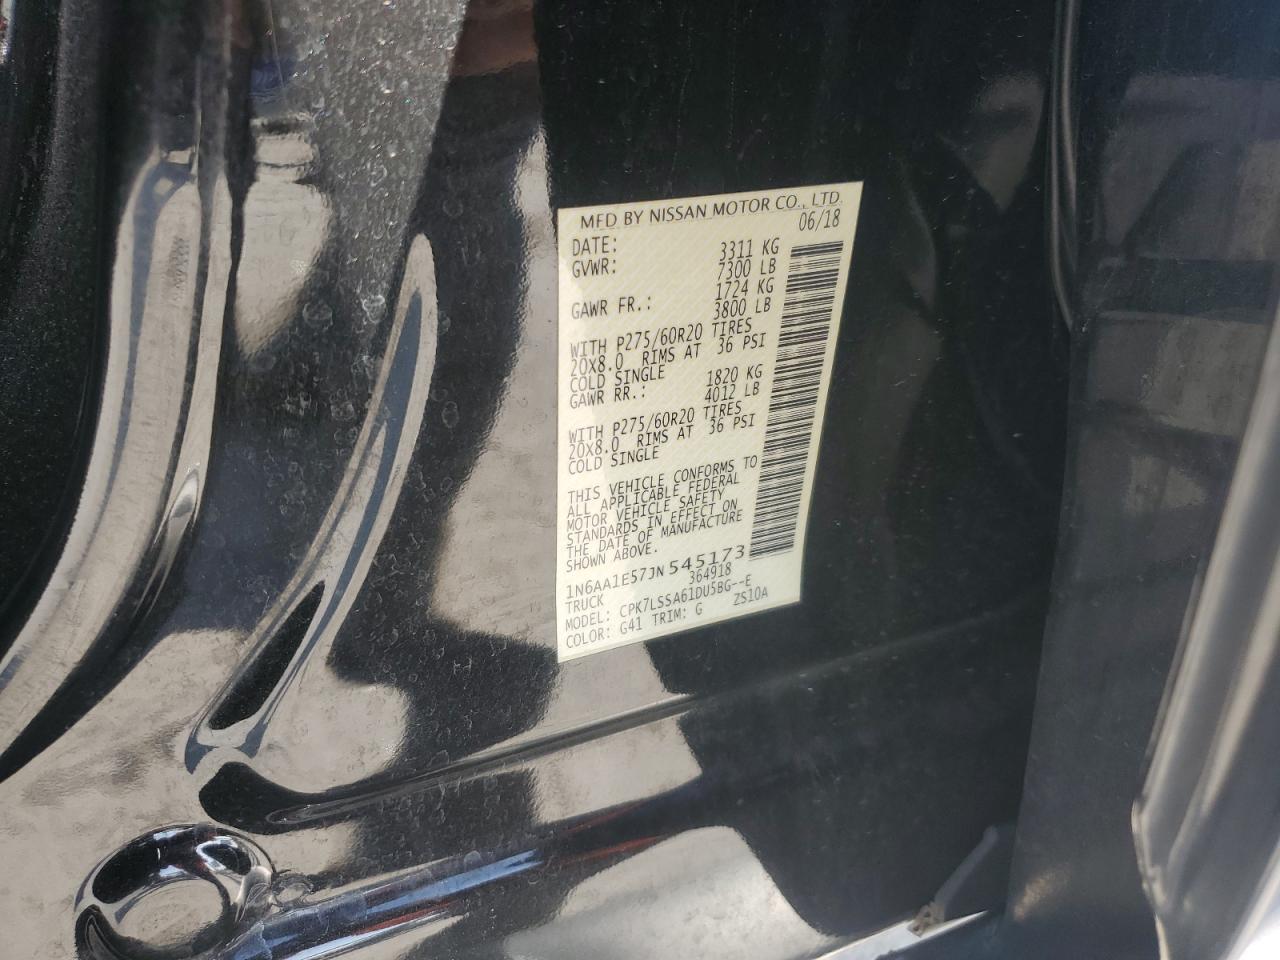 MFD BY NISSAN MOTOR CO., LTD.
DATE: 06/18
GVWR: 3311 KG
7300 LB
GAWR FR.: 1724 KG
3800 LB
WITH P275/60R20 TIRES
20X8.0 RIMS AT 36 PSI
COLD SINGLE
GAWR RR.: 1820 KG
4012 LB
WITH P275/60R20 TIRES
20X8.0 RIMS AT 36 PSI
COLD SINGLE
THIS VEHICLE CONFORMS TO
ALL APPLICABLE FEDERAL
MOTOR VEHICLE SAFETY
STANDARDS IN EFFECT ON
THE DATE OF MANUFACTURE
SHOWN ABOVE.
1N6AA1E57JN545173
TRUCK 364918
MODEL: CPK7LSSA61DU5BG--E
COLOR: G41 TRIM: G ZS10A